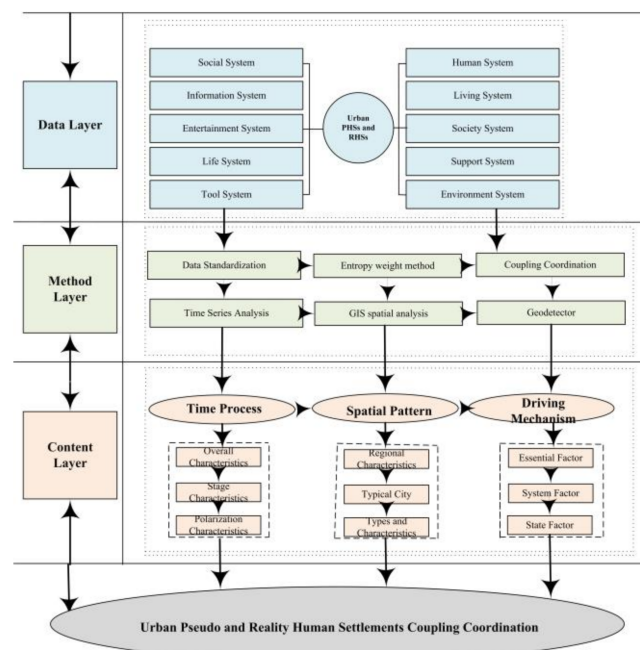 Data Layer
Social System
Information System
Entertainment System
Life System
Tool System
Urban
PHSs and
RHSs
Human System
Living System
Society System
Support System
Environment System
Method
Layer
Data Standardization
Entropy weight method
Coupling Coordination
Time Series Analysis
GIS spatial analysis
Geodetector
Content
Layer
Time Process
Spatial Pattern
Driving
Mechanism
Overall
Characteristics
Stage
Characteristics
Polarization
Characteristics
Regional
Characteristics
Typical City
Types and
Characteristics
Essential Factor
System Factor
State Factor
Urban Pseudo and Reality Human Settlements Coupling Coordination